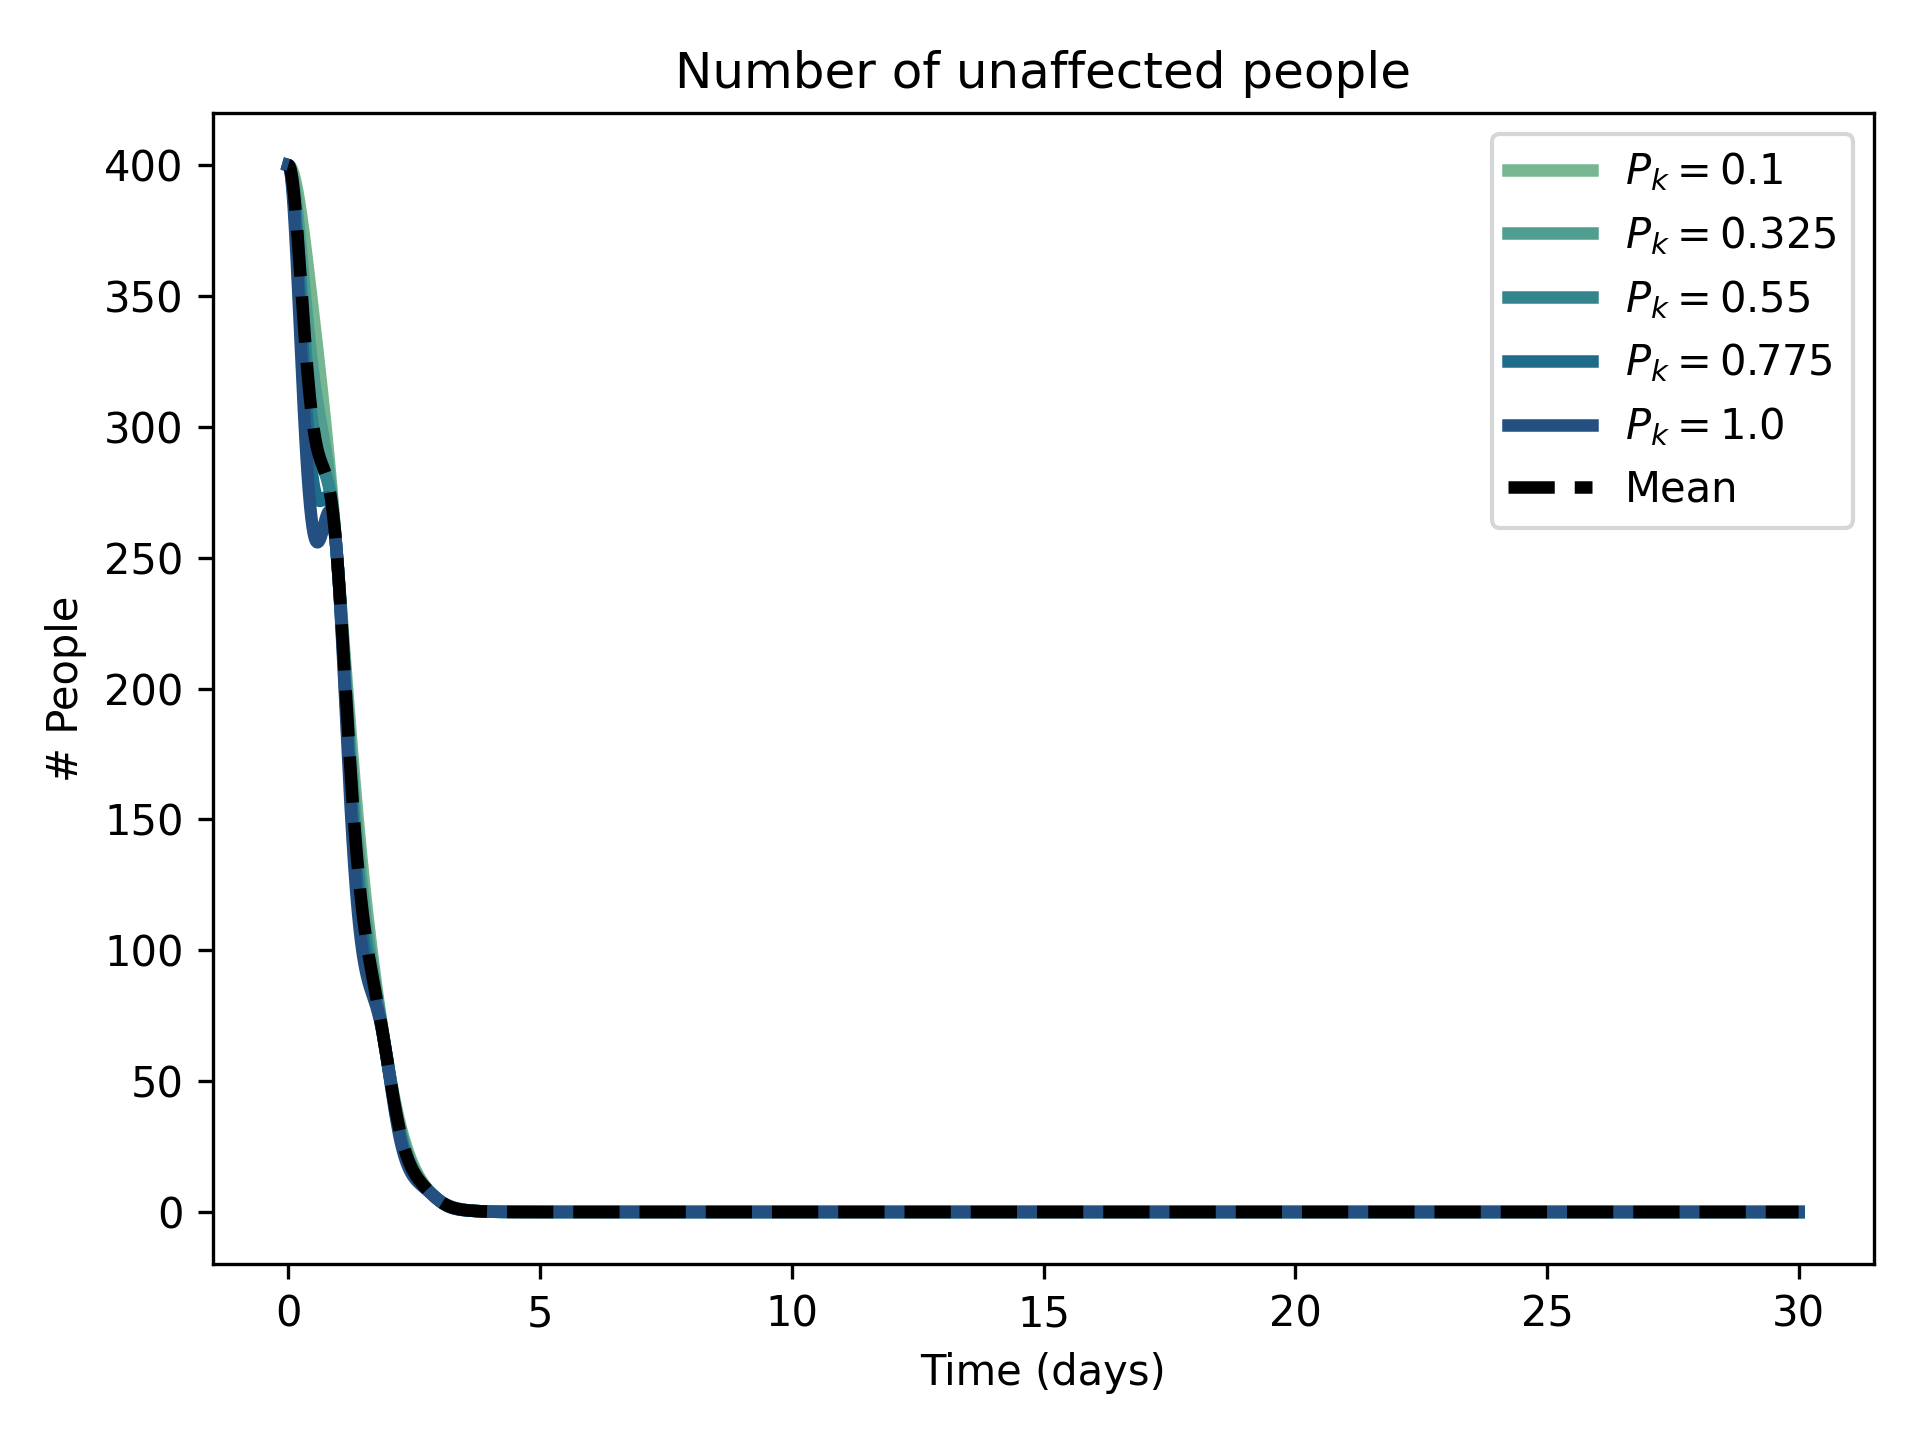 Number of unaffected people
400
350
300
250
200
150
100
50
0
# People
0 5 10 15 20 25 30
Time (days)
P_k = 0.1
P_k = 0.325
P_k = 0.55
P_k = 0.775
P_k = 1.0
Mean